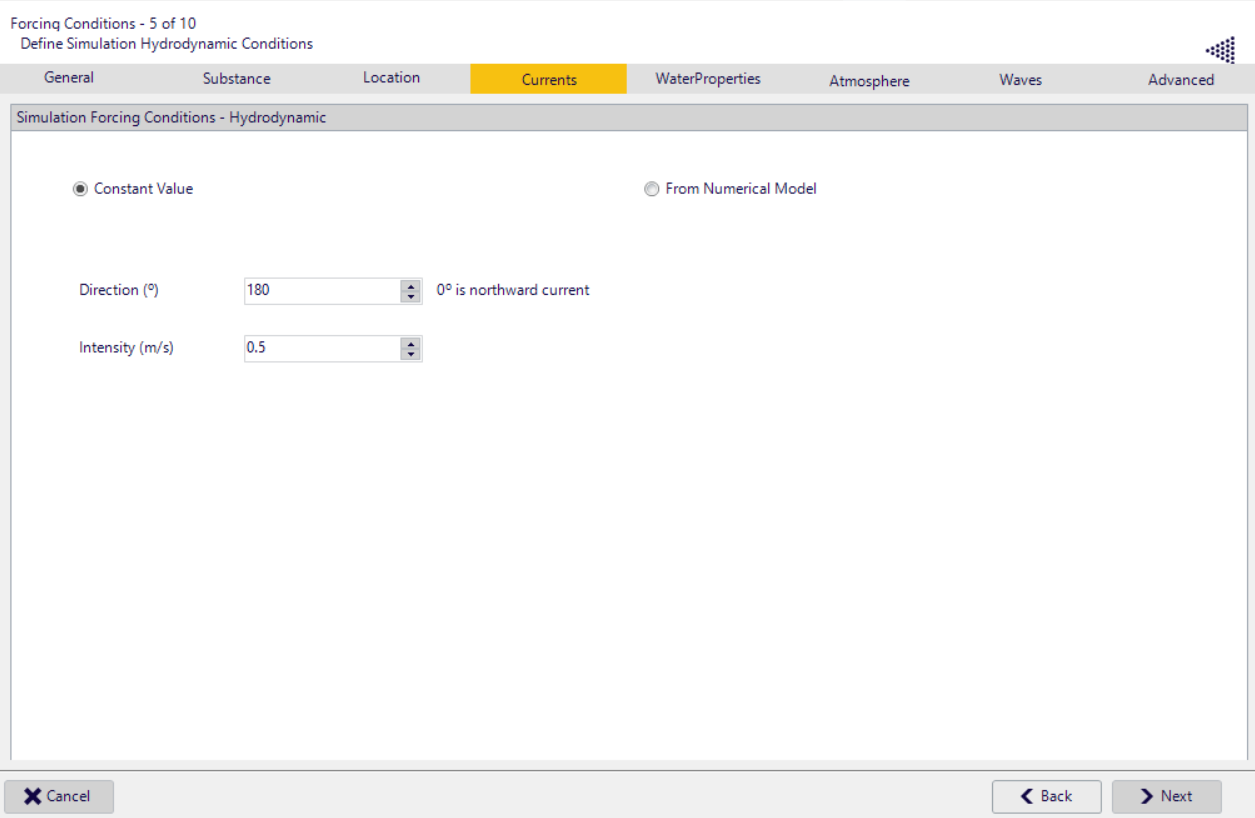 Forcing Conditions - 5 of 10
Define Simulation Hydrodynamic Conditions
General Substance Location Currents WaterProperties Atmosphere Waves Advanced
Simulation Forcing Conditions - Hydrodynamic
Constant Value From Numerical Model
Direction (º) 180 0º is northward current
Intensity (m/s) 0.5
Cancel Back Next